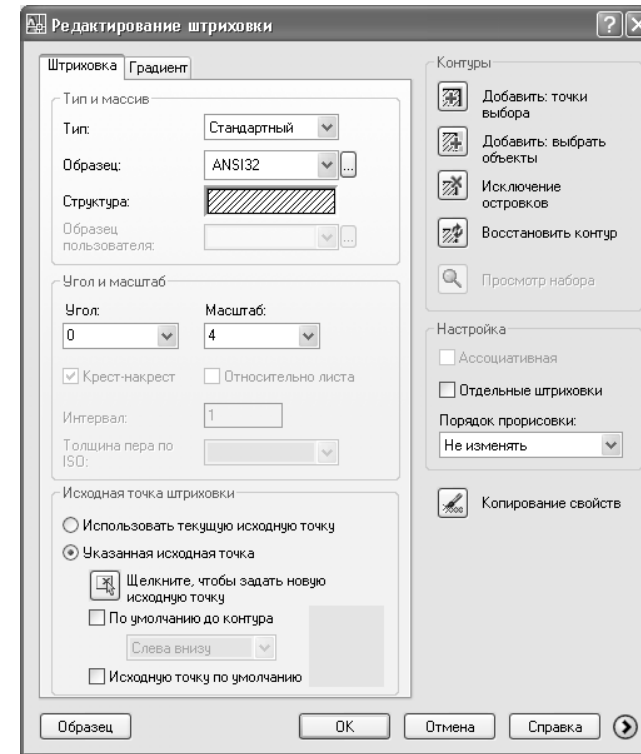 Редактирование штриховки
Штриховка
Градиент
Тип и массив
Тип:
Стандартный
Образец:
ANSI32
...
Структура:
Образец
пользователя:
...
Угол и масштаб
Угол:
Масштаб:
0
4
Крест-накрест
Относительно листа
Интервал:
1
Толщина пера по
ISO:
Исходная точка штриховки
Использовать текущую исходную точку
Указанная исходная точка
Щелкните, чтобы задать новую
исходную точку
По умолчанию до контура
Слева внизу
Исходную точку по умолчанию
Контуры
Добавить: точки
выбора
Добавить: выбрать
объекты
Исключение
островков
Восстановить контур
Просмотр набора
Настройка
Ассоциативная
Отдельные штриховки
Порядок прорисовки:
Не изменять
Копирование свойств
Образец
OK
Отмена
Справка